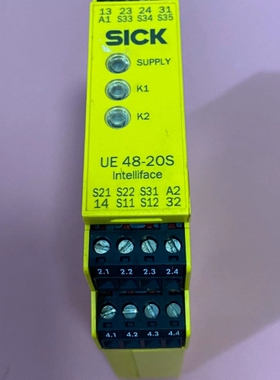 13 23 24 31
A1 S33 S34 S35
SICK
SUPPLY
K1
K2
UE 48-2OS
Intelliface
S21 S22 S31 A2
14 S11 S12 32
2.1 2.2 2.3 2.4
4.1 4.2 4.3 4.4